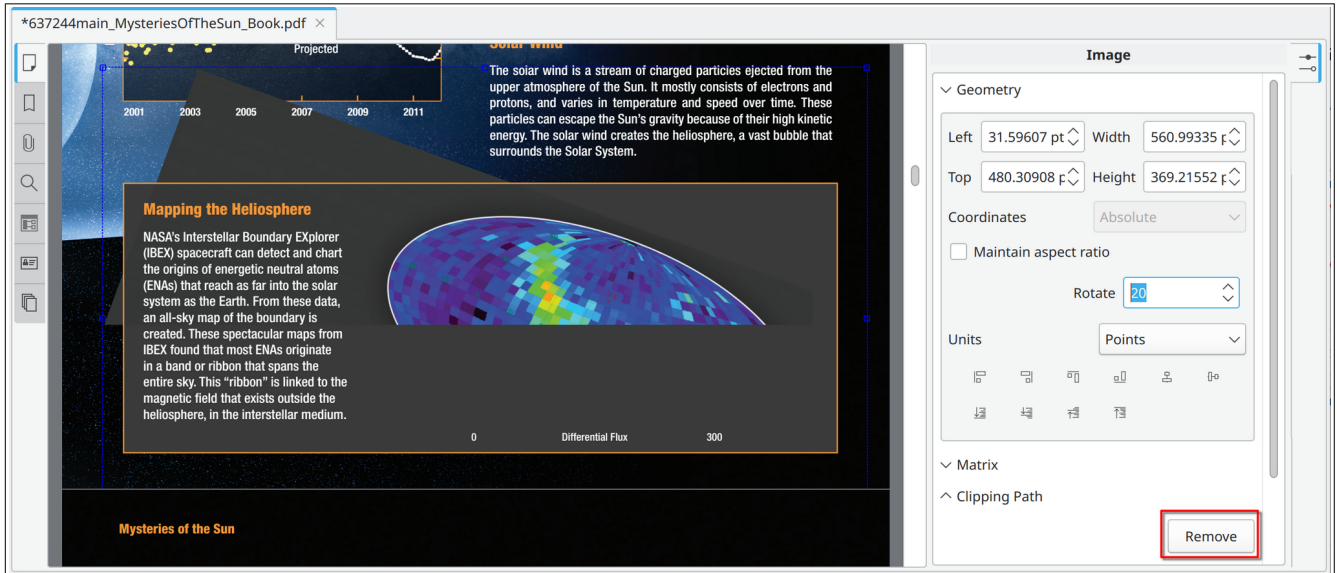 *637244main_MysteriesOfTheSun_Book.pdf
Projected
2001 2003 2005 2007 2009 2011
Solar Wind
The solar wind is a stream of charged particles ejected from the
upper atmosphere of the Sun. It mostly consists of electrons and
protons, and varies in temperature and speed over time. These
particles can escape the Sun's gravity because of their high kinetic
energy. The solar wind creates the heliosphere, a vast bubble that
surrounds the Solar System.
Mapping the Heliosphere
NASA's Interstellar Boundary EXplorer
(IBEX) spacecraft can detect and chart
the origins of energetic neutral atoms
(ENAs) that reach as far into the solar
system as the Earth. From these data,
an all-sky map of the boundary is
created. These spectacular maps from
IBEX found that most ENAs originate
in a band or ribbon that spans the
entire sky. This “ribbon” is linked to the
magnetic field that exists outside the
heliosphere, in the interstellar medium.
0 Differential Flux 300
Mysteries of the Sun
Image
Geometry
Left 31.59607 pt Width 560.99335 p
Top 480.30908 p Height 369.21552 p
Coordinates Absolute
Maintain aspect ratio
Rotate 20
Units Points
Matrix
Clipping Path
Remove